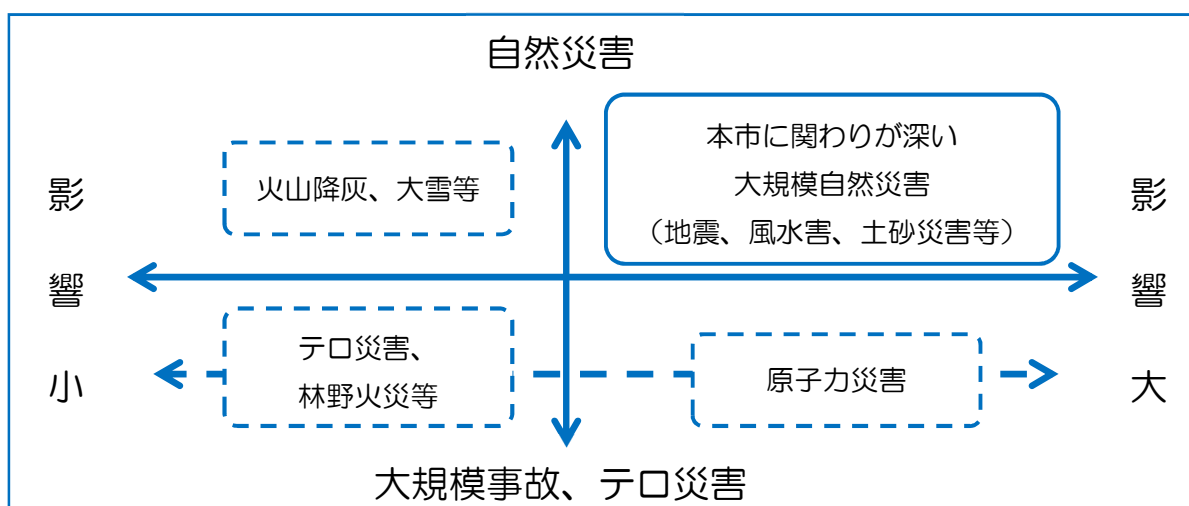 自然災害
本市に関わりが深い
大規模自然災害
（地震、風水害、土砂災害等）
火山降灰、大雪等
影
響
小
影
響
大
テロ災害、
林野火災等
原子力災害
大規模事故、テロ災害